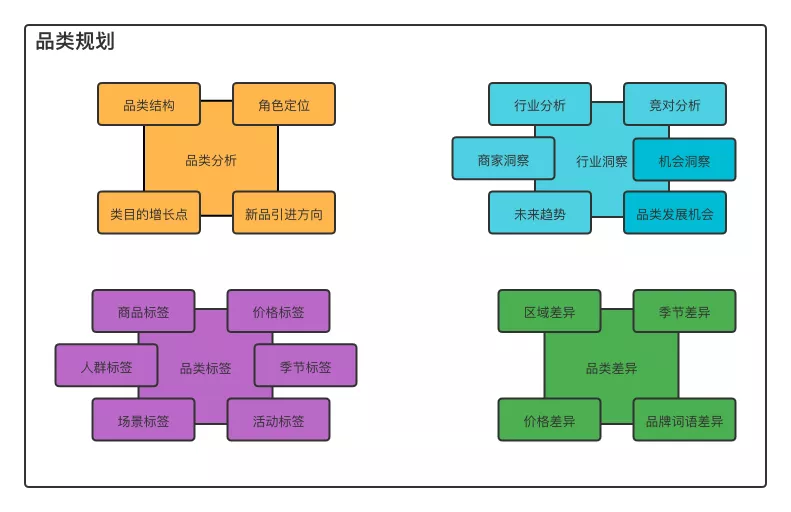 品类规划
品类结构
角色定位
品类分析
类目的增长点
新品引进方向
行业分析
竞对分析
商家洞察
行业洞察
机会洞察
未来趋势
品类发展机会
商品标签
价格标签
人群标签
品类标签
季节标签
场景标签
活动标签
区域差异
季节差异
品类差异
价格差异
品牌词语差异